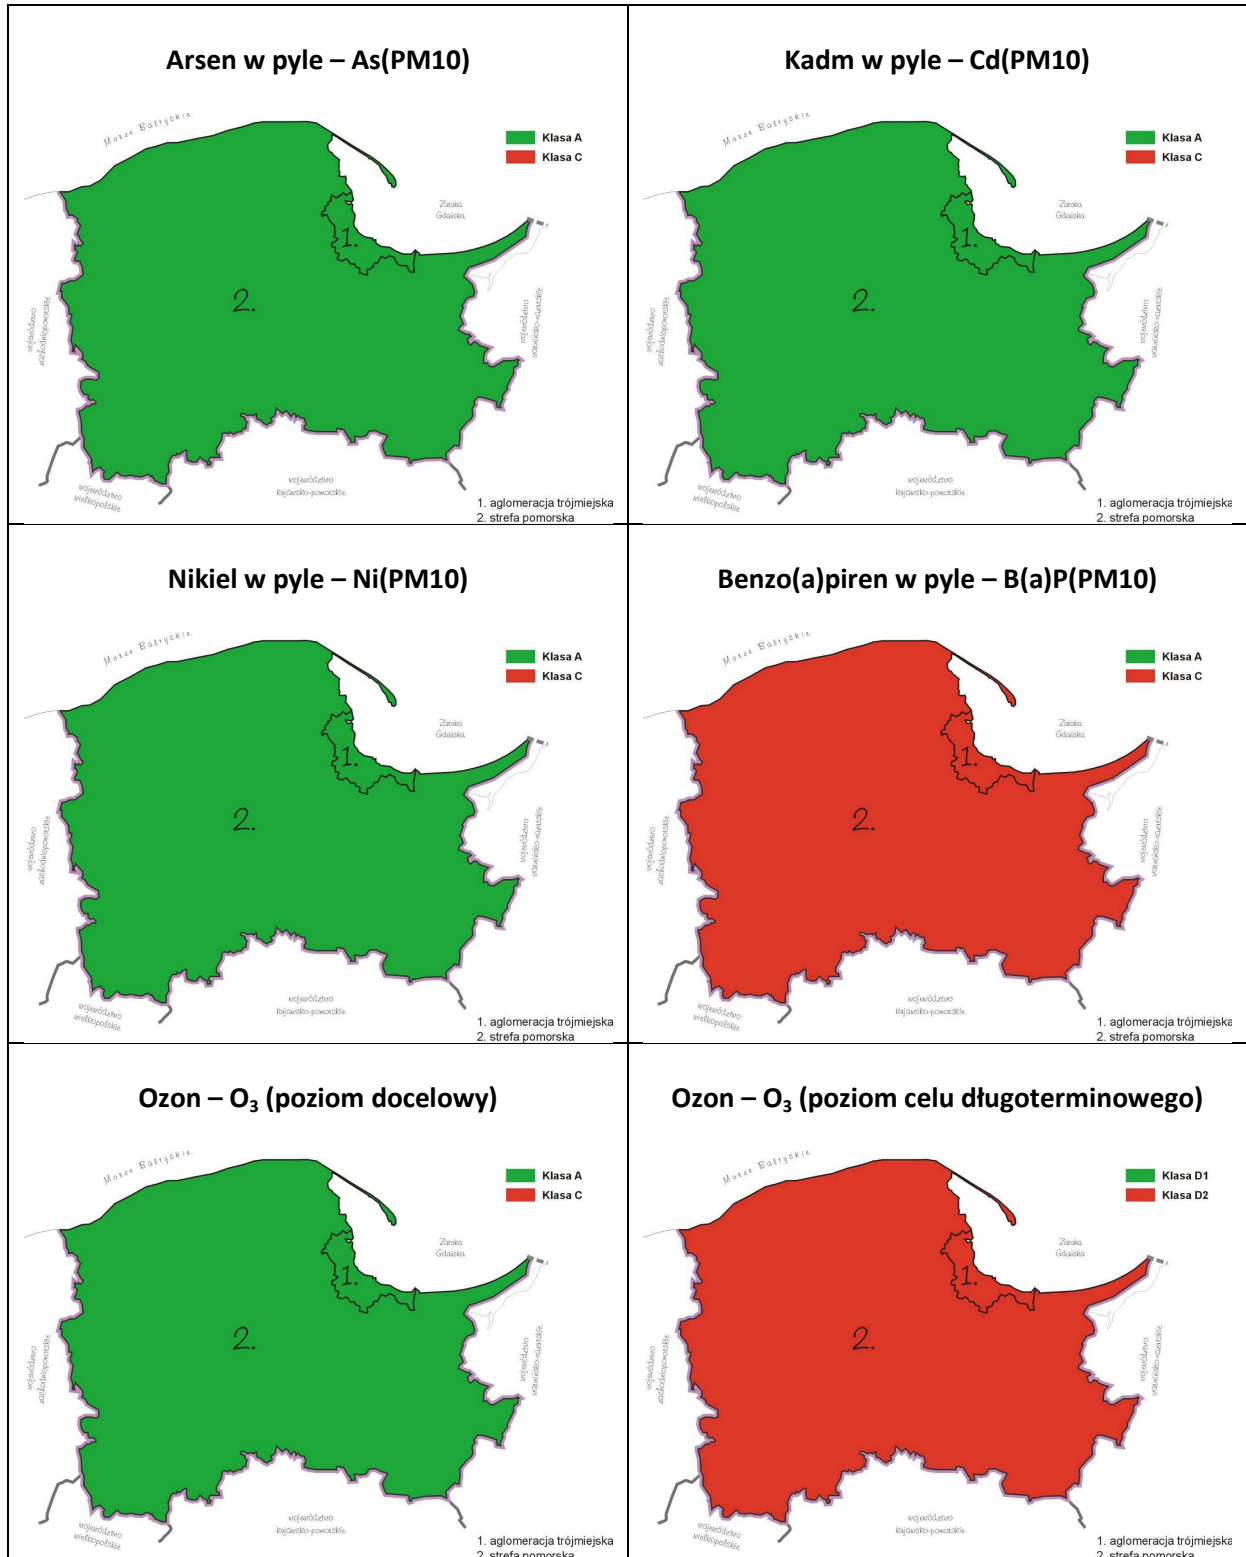 Arsen w pyle – As(PM10)
Morze Bałtyckie
Klasa A
Klasa C
Zatoka
Gdańska
1.
2.
województwo
zachodniopomorskie
województwo
warmińsko-mazurskie
województwo
wielkopolskie
województwo
kujawsko-pomorskie
1. aglomeracja trójmiejska
2. strefa pomorska
Kadm w pyle – Cd(PM10)
Morze Bałtyckie
Klasa A
Klasa C
Zatoka
Gdańska
1.
2.
województwo
zachodniopomorskie
województwo
warmińsko-mazurskie
województwo
wielkopolskie
województwo
kujawsko-pomorskie
1. aglomeracja trójmiejska
2. strefa pomorska
Nikiel w pyle – Ni(PM10)
Morze Bałtyckie
Klasa A
Klasa C
Zatoka
Gdańska
1.
2.
województwo
zachodniopomorskie
województwo
warmińsko-mazurskie
województwo
wielkopolskie
województwo
kujawsko-pomorskie
1. aglomeracja trójmiejska
2. strefa pomorska
Benzo(a)piren w pyle – B(a)P(PM10)
Morze Bałtyckie
Klasa A
Klasa C
Zatoka
Gdańska
1.
2.
województwo
zachodniopomorskie
województwo
warmińsko-mazurskie
województwo
wielkopolskie
województwo
kujawsko-pomorskie
1. aglomeracja trójmiejska
2. strefa pomorska
Ozon – O₃ (poziom docelowy)
Morze Bałtyckie
Klasa A
Klasa C
Zatoka
Gdańska
1.
2.
województwo
zachodniopomorskie
województwo
warmińsko-mazurskie
województwo
wielkopolskie
województwo
kujawsko-pomorskie
1. aglomeracja trójmiejska
2. strefa pomorska
Ozon – O₃ (poziom celu długoterminowego)
Morze Bałtyckie
Klasa D1
Klasa D2
Zatoka
Gdańska
1.
2.
województwo
zachodniopomorskie
województwo
warmińsko-mazurskie
województwo
wielkopolskie
województwo
kujawsko-pomorskie
1. aglomeracja trójmiejska
2. strefa pomorska